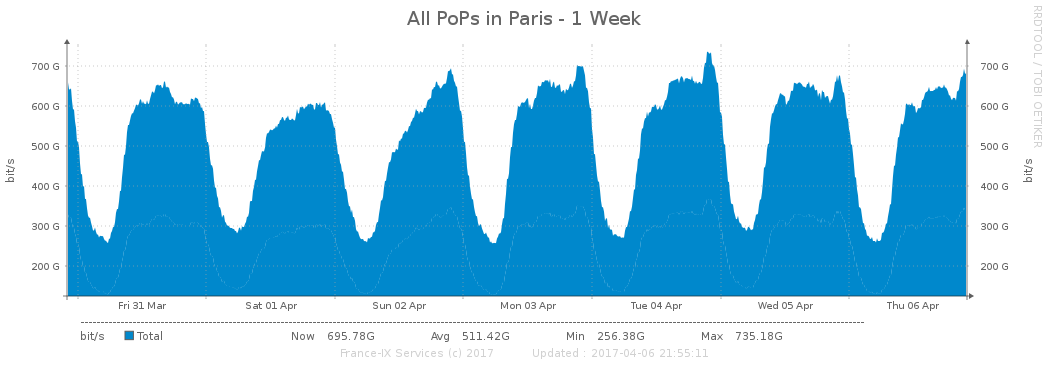 All PoPs in Paris - 1 Week
RRDTOOL / TOBI OETIKER
700 G 700 G
600 G 600 G
500 G 500 G
400 G 400 G
300 G 300 G
200 G 200 G
bit/s
bit/s
Fri 31 Mar Sat 01 Apr Sun 02 Apr Mon 03 Apr Tue 04 Apr Wed 05 Apr Thu 06 Apr
bit/s Total Now 695.78G Avg 511.42G Min 256.38G Max 735.18G
France-IX Services (c) 2017 Updated : 2017-04-06 21:55:11